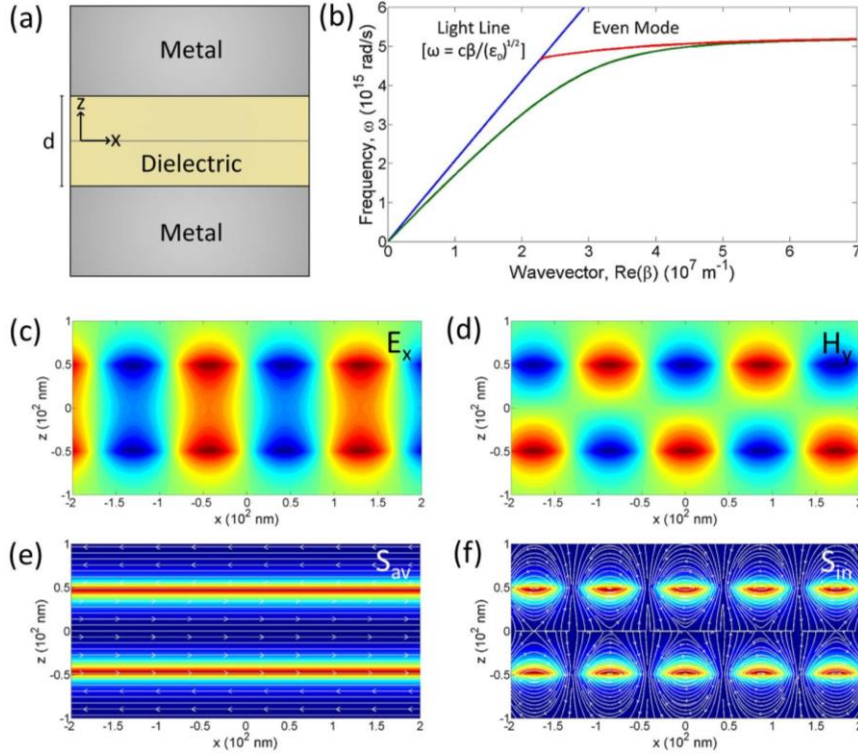 (a)
Metal
z
x
d
Dielectric
Metal
(b)
Light Line
[ω = cβ/(ε_D)^{1/2}]
Even Mode
Frequency, ω (10^15 rad/s)
6
5
4
3
2
1
0
0 1 2 3 4 5 6 7
Wavevector, Re(β) (10^7 m^-1)
(c)
E_x
z (10^2 nm)
1
0.5
0
-0.5
-1
-2 -1.5 -1 -0.5 0 0.5 1 1.5 2
x (10^2 nm)
(d)
H_y
z (10^2 nm)
1
0.5
0
-0.5
-1
-2 -1.5 -1 -0.5 0 0.5 1 1.5 2
x (10^2 nm)
(e)
S_av
z (10^2 nm)
1
0.5
0
-0.5
-1
-2 -1.5 -1 -0.5 0 0.5 1 1.5 2
x (10^2 nm)
(f)
S_in
z (10^2 nm)
1
0.5
0
-0.5
-1
-2 -1.5 -1 -0.5 0 0.5 1 1.5 2
x (10^2 nm)